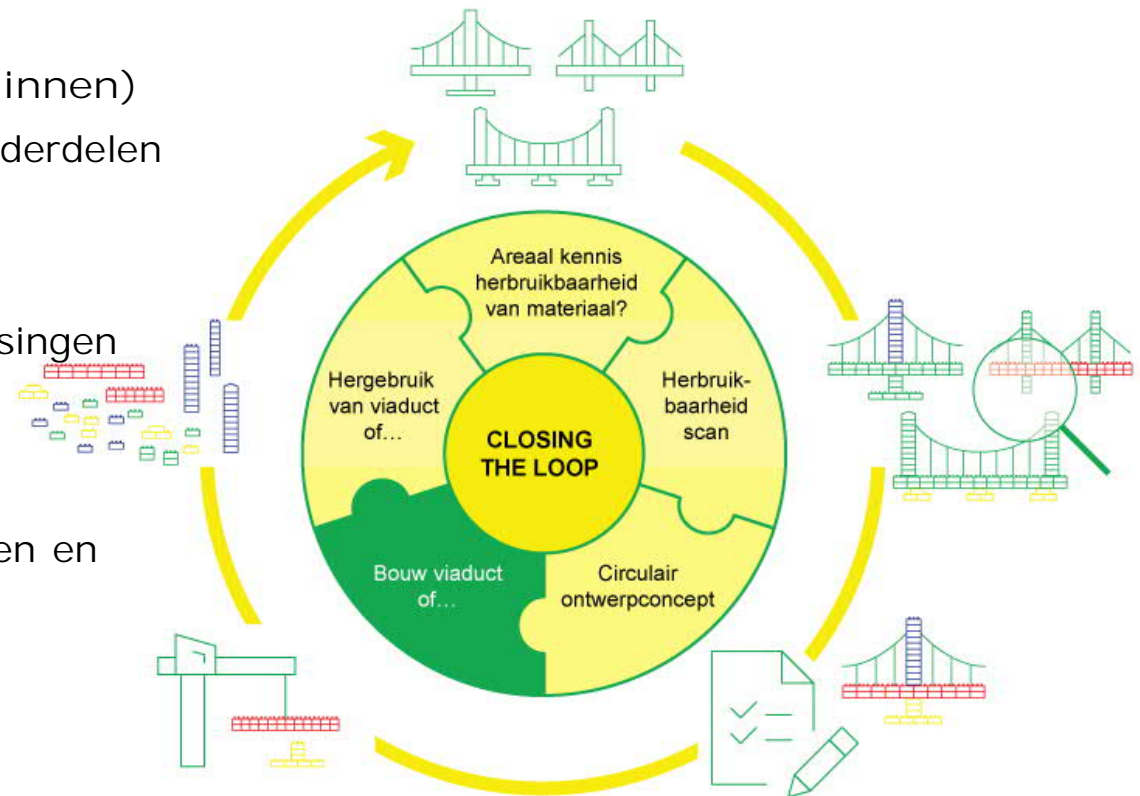 innen)
derdelen
singen
en en
Areaal kennis
herbruikbaarheid
van materiaal?
Herbruik-
baarheid
scan
Circulair
ontwerpconcept
Bouw viaduct
of...
Hergebruik
van viaduct
of...
CLOSING
THE LOOP